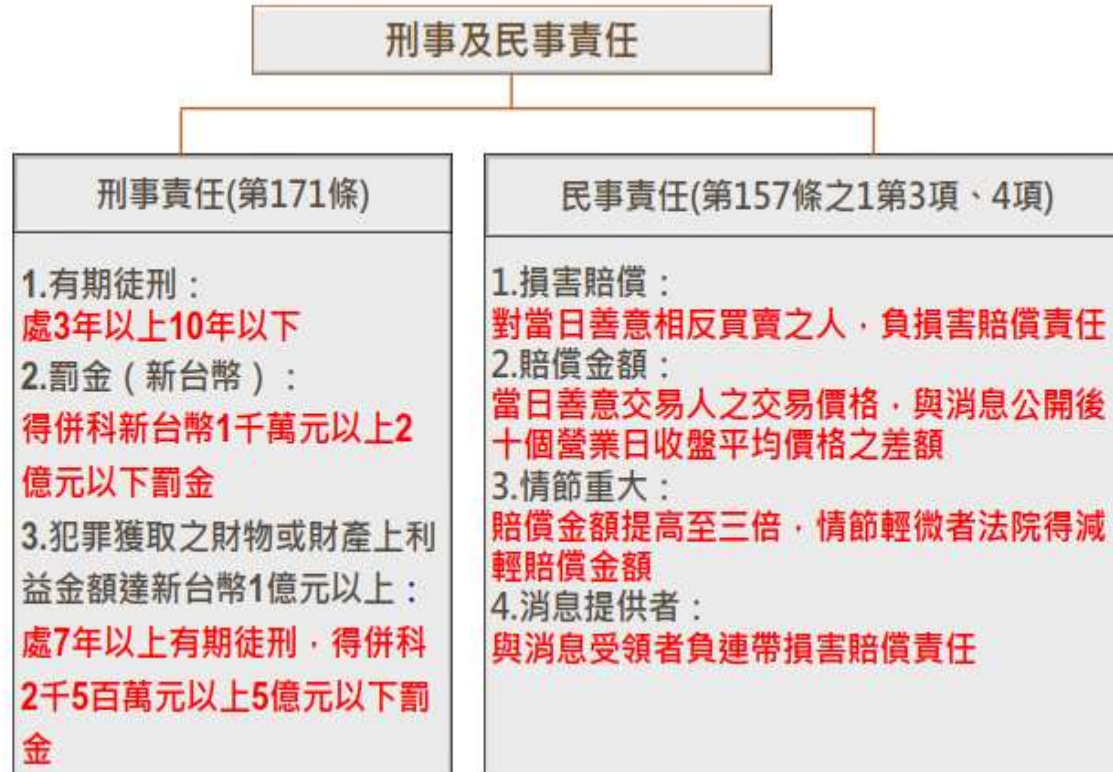 刑事及民事責任
刑事責任(第171條)
1.有期徒刑：
處3年以上10年以下
2.罰金（新台幣）：
得併科新台幣1千萬元以上2
億元以下罰金
3.犯罪獲取之財物或財產上利
益金額達新台幣1億元以上：
處7年以上有期徒刑，得併科
2千5百萬元以上5億元以下罰
金
民事責任(第157條之1第3項、4項)
1.損害賠償：
對當日善意相反買賣之人，負損害賠償責任
2.賠償金額：
當日善意交易人之交易價格，與消息公開後
十個營業日收盤平均價格之差額
3.情節重大：
賠償金額提高至三倍，情節輕微者法院得減
輕賠償金額
4.消息提供者：
與消息受領者負連帶損害賠償責任